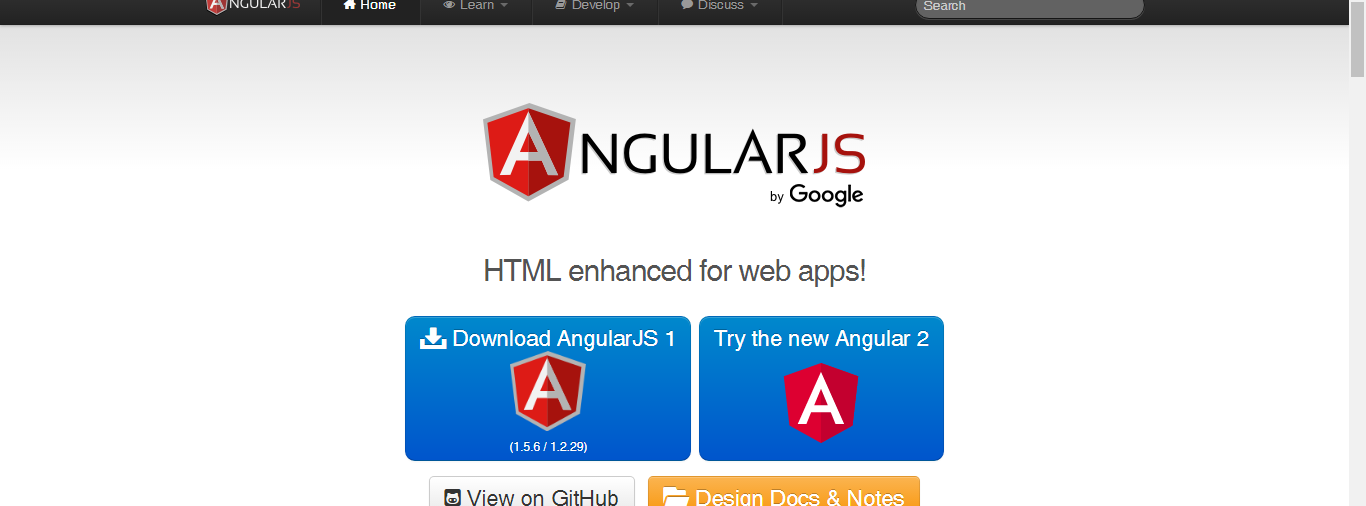 ANGULARJS Home Learn Develop Discuss Search
ANGULARJS
by Google
HTML enhanced for web apps!
Download AngularJS 1
(1.5.6 / 1.2.29)
Try the new Angular 2
View on GitHub
Design Docs & Notes